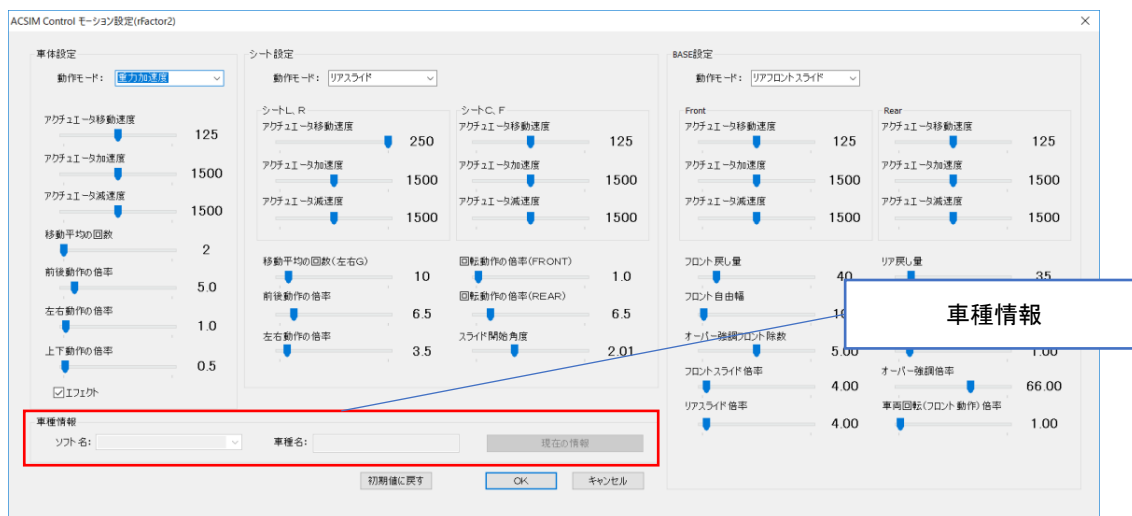 ACSIM Control モーション設定(rFactor2)
車体設定
動作モード: 重力加速度
アクチュエータ移動速度
125
アクチュエータ加速度
1500
アクチュエータ減速度
1500
移動平均の回数
2
前後動作の倍率
5.0
左右動作の倍率
1.0
上下動作の倍率
0.5
エフェクト
シート設定
動作モード: リアスライド
シートL, R
アクチュエータ移動速度
250
アクチュエータ加速度
1500
アクチュエータ減速度
1500
シートC, F
アクチュエータ移動速度
125
アクチュエータ加速度
1500
アクチュエータ減速度
1500
移動平均の回数(左右G)
10
前後動作の倍率
6.5
左右動作の倍率
3.5
回転動作の倍率(FRONT)
1.0
回転動作の倍率(REAR)
6.5
スライド開始角度
2.01
BASE設定
動作モード: リアフロントスライド
Front
アクチュエータ移動速度
125
アクチュエータ加速度
1500
アクチュエータ減速度
1500
Rear
アクチュエータ移動速度
125
アクチュエータ加速度
1500
アクチュエータ減速度
1500
フロント戻し量
40
フロント自由幅
オーバー強調フロント除数
5.00
フロントスライド倍率
4.00
リアスライド倍率
4.00
リア戻し量
35
1.00
オーバー強調倍率
66.00
車両回転(フロント動作)倍率
1.00
車種情報
車種情報
ソフト名:
車種名:
現在の情報
初期値に戻す
OK
キャンセル